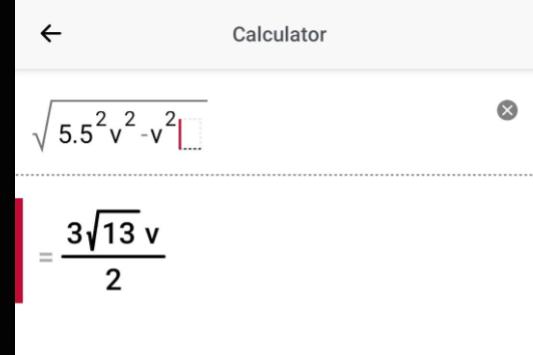 Calculator
√5.5²v²-v²
= 3√13 v / 2